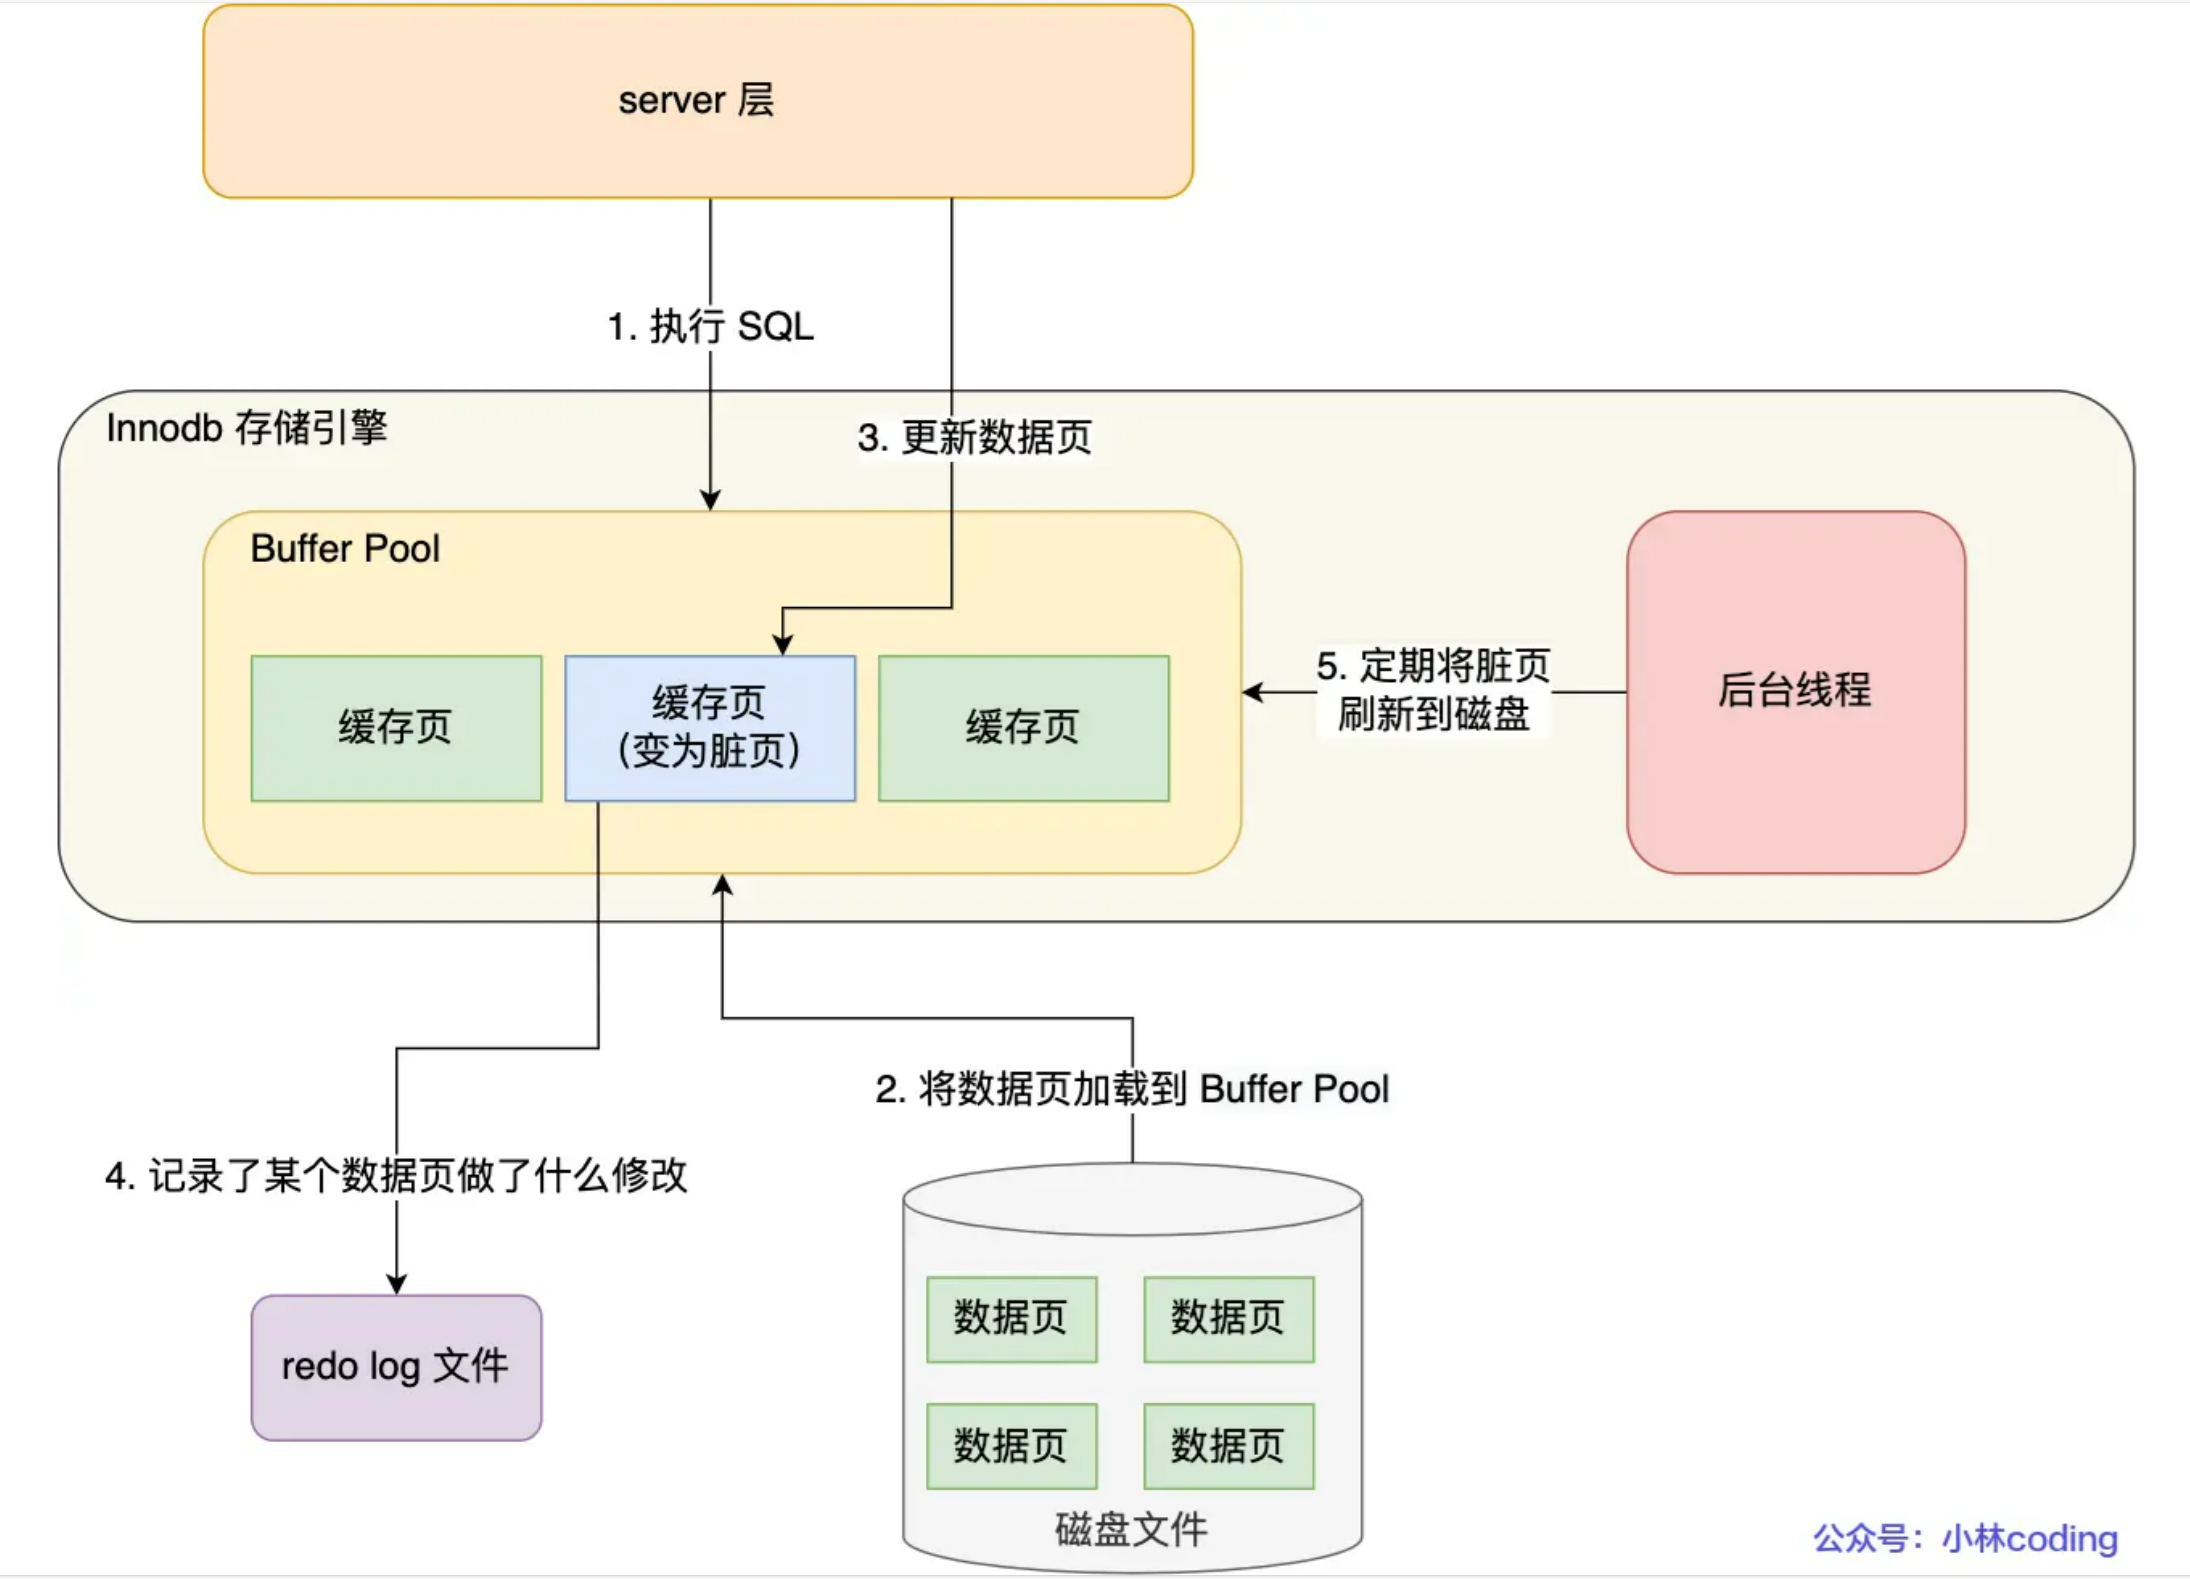 server 层
1. 执行 SQL
Innodb 存储引擎
3. 更新数据页
Buffer Pool
缓存页
缓存页
（变为脏页）
缓存页
5. 定期将脏页
刷新到磁盘
后台线程
2. 将数据页加载到 Buffer Pool
4. 记录了某个数据页做了什么修改
redo log 文件
数据页
数据页
数据页
数据页
磁盘文件
公众号：小林coding